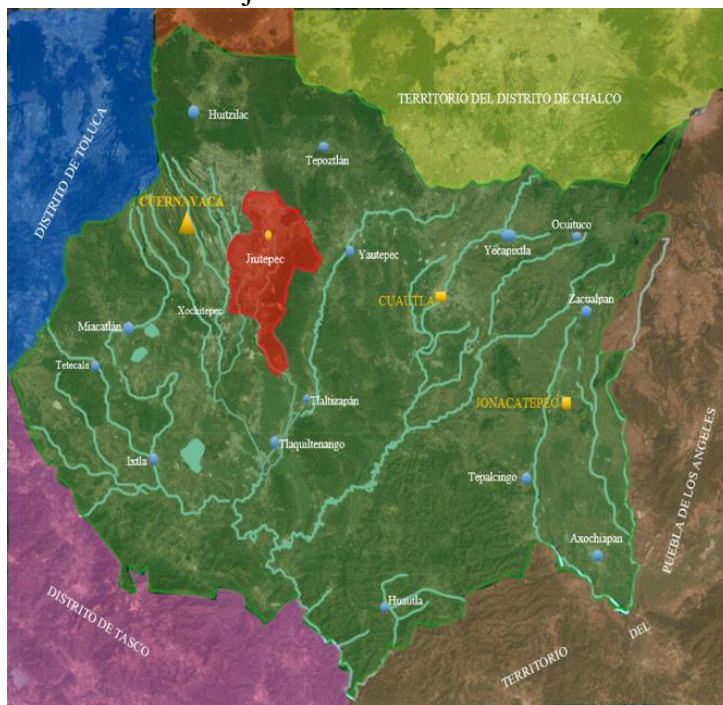 j
TERRITORIO DEL DISTRITO DE CHALCO
Huitzilac
Tepoztlán
DISTRITO DE TOLUCA
CUERNAVACA
Jiutepec
Yautepec
Yecapixtla
Ocuituco
CUAUTLA
Zacualpan
Xochitepec
Miacatlán
Tetecala
Tlaltizapán
JONACATEPEC
Tlaquiltenango
Ixtla
Tepalcingo
PUEBLA DE LOS ANGELES
Axochiapan
Huautla
DISTRITO DE TASCO
TERRITORIO DEL